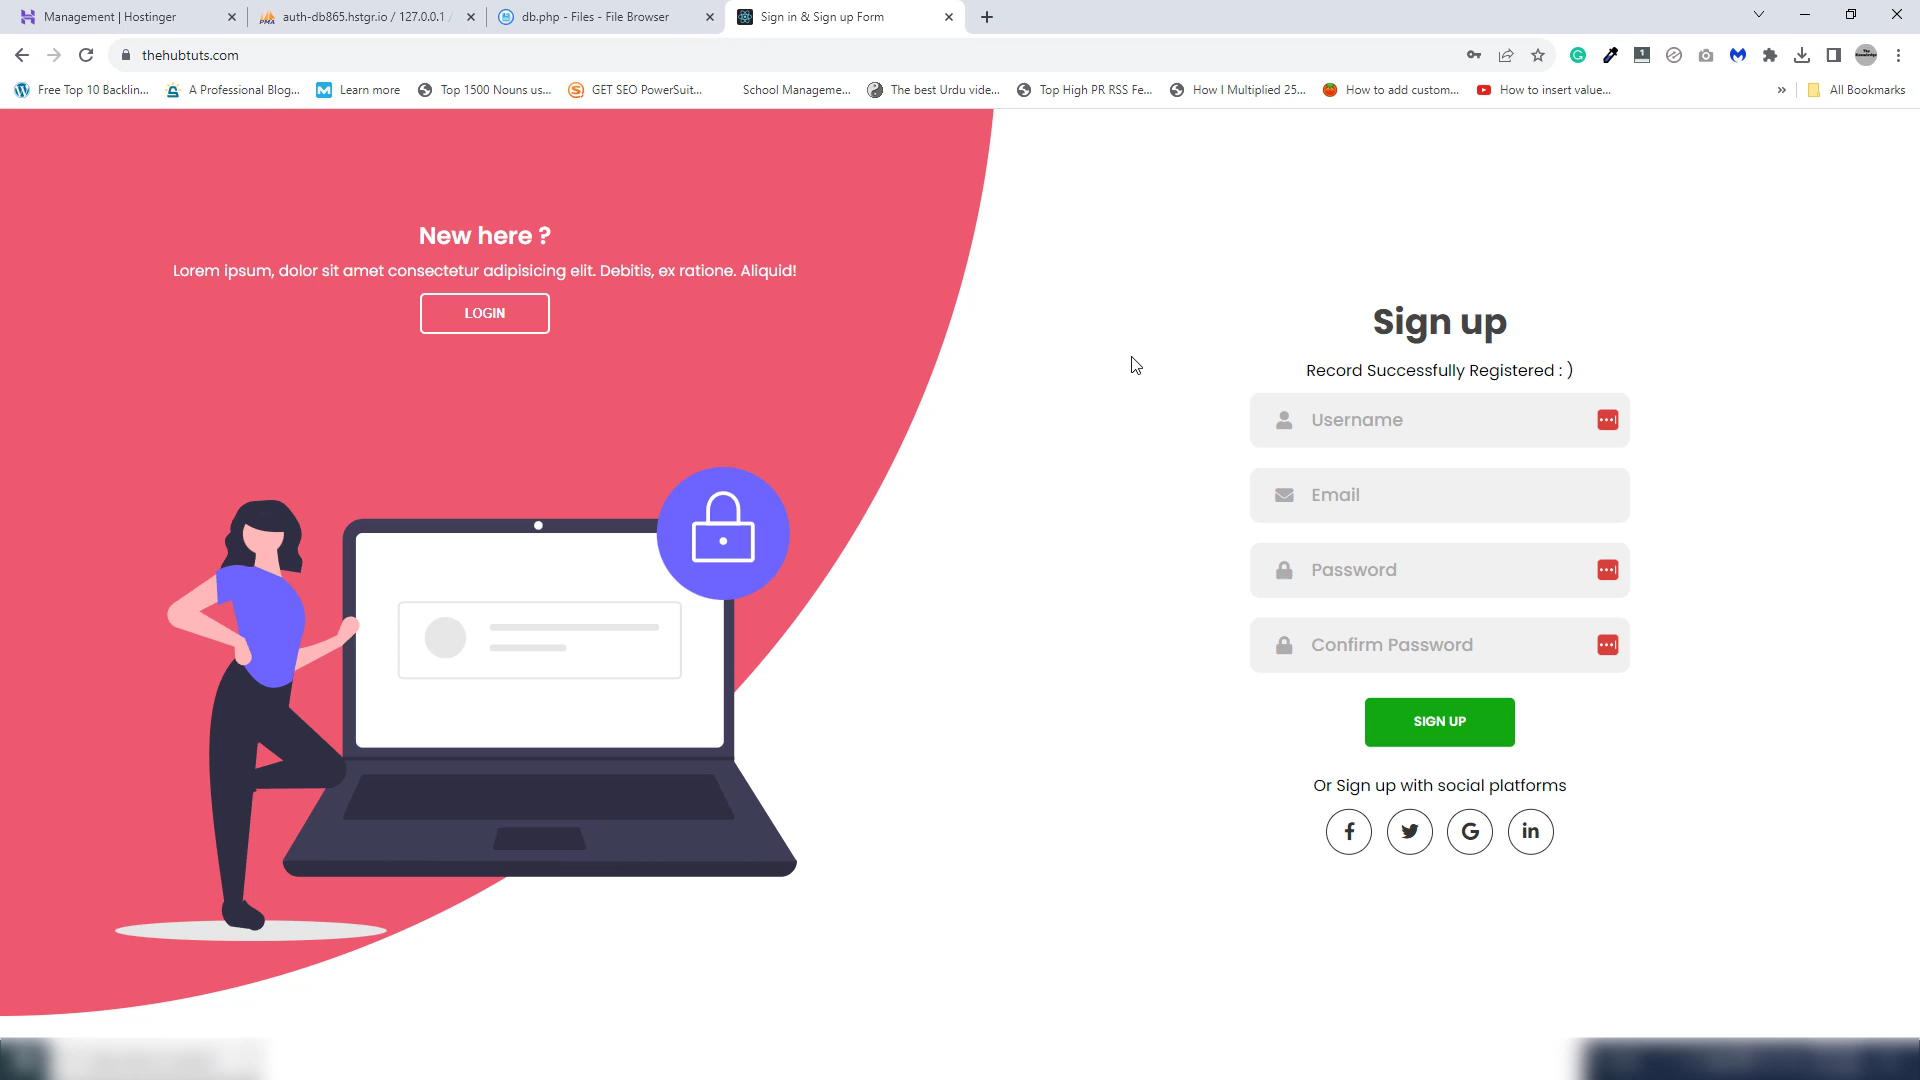 Management | Hostinger
auth-db865.hstgr.io / 127.0.0.1 /
db.php - Files - File Browser
Sign in & Sign up Form
thehubtuts.com
Free Top 10 Backlin...
A Professional Blog...
Learn more
Top 1500 Nouns us...
GET SEO PowerSuit...
School Manageme...
The best Urdu vide...
Top High PR RSS Fe...
How I Multiplied 25...
How to add custom...
How to insert value...
»
All Bookmarks
New here ?
Lorem ipsum, dolor sit amet consectetur adipisicing elit. Debitis, ex ratione. Aliquid!
LOGIN
Sign up
Record Successfully Registered : )
Username
Email
Password
Confirm Password
SIGN UP
Or Sign up with social platforms